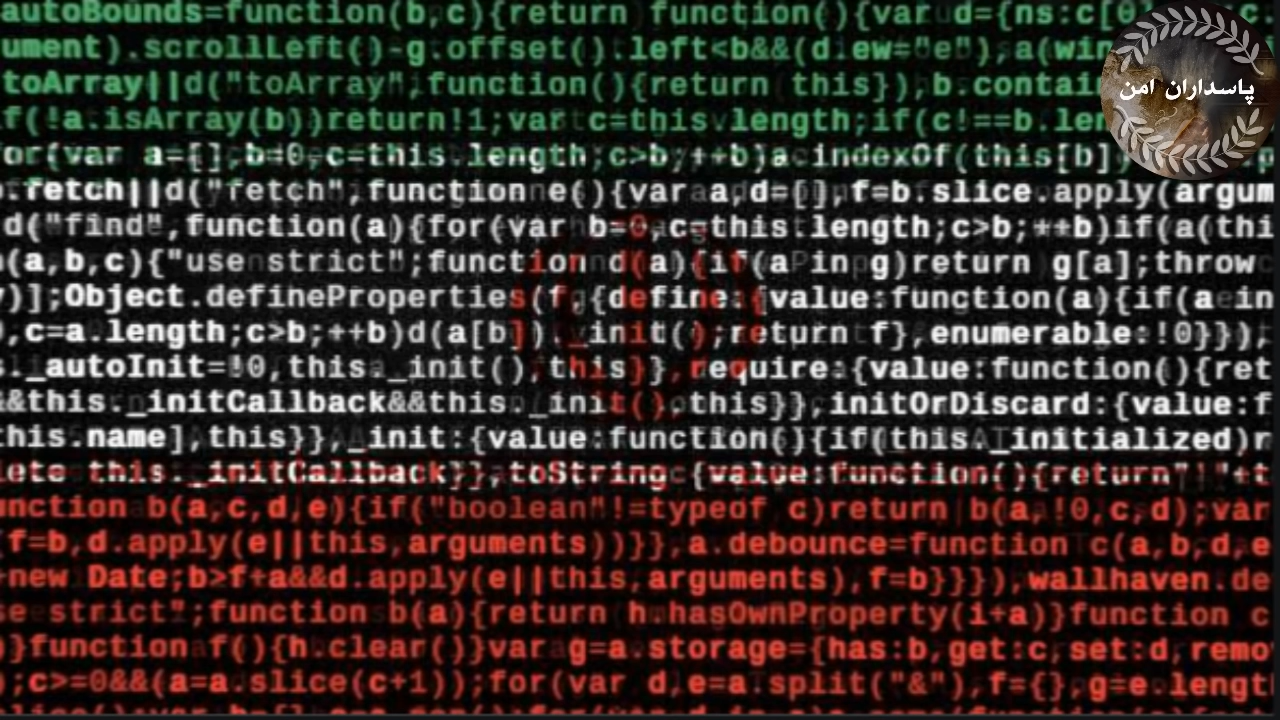 autoBounds=function(b,c){return function(){var d={ns:c[0]
ument).scrollLeft()-g.offset().left<b&&(d.ew="e"),a(win
toArray||d("toArray",function(){return this}),b.contai
پاسداران امن
f(!a.isArray(b))return!1;var c=this.length;if(c!==b.len
or(var a=[],b=0,c=this.length;c>b;++b)a.indexOf(this[b])
.fetch||d("fetch",function e(){var a,d=[],f=b.slice.apply(argum
d("find",function(a){for(var b=0,c=this.length;c>b;++b)if(a(thi
(a,b,c){"use strict";function d(a){if(a in g)return g[a];throw
)];Object.defineProperties(f,{define:{value:function(a){if(a in
,c=a.length;c>b;++b)d(a[b])._init();return f},enumerable:!0}}),
._autoInit=!0,this._init(),this}},require:{value:function(){ret
&this._initCallback&&this._init(),this}},initOrDiscard:{value:f
this.name],this}},_init:{value:function(){if(this._initialized)r
lete this._initCallback}},toString:{value:function(){return"!"+t
unction b(a,c,d,e){if("boolean"!=typeof c)return b(a,!0,c,d);var
f=b,d.apply(e||this,arguments))}},a.debounce=function c(a,b,d,e
new Date;b>f+a&&d.apply(e||this,arguments),f=b}}}),wallhaven.de
se strict";function b(a){return h.hasOwnProperty(i+a)}function c
)}function f(){h.clear()}var g=a.storage={has:b,get:c,set:d,remo
;c>=0&&(a=a.slice(c+1));for(var d,e=a.split("&"),f={},g=e.lengt